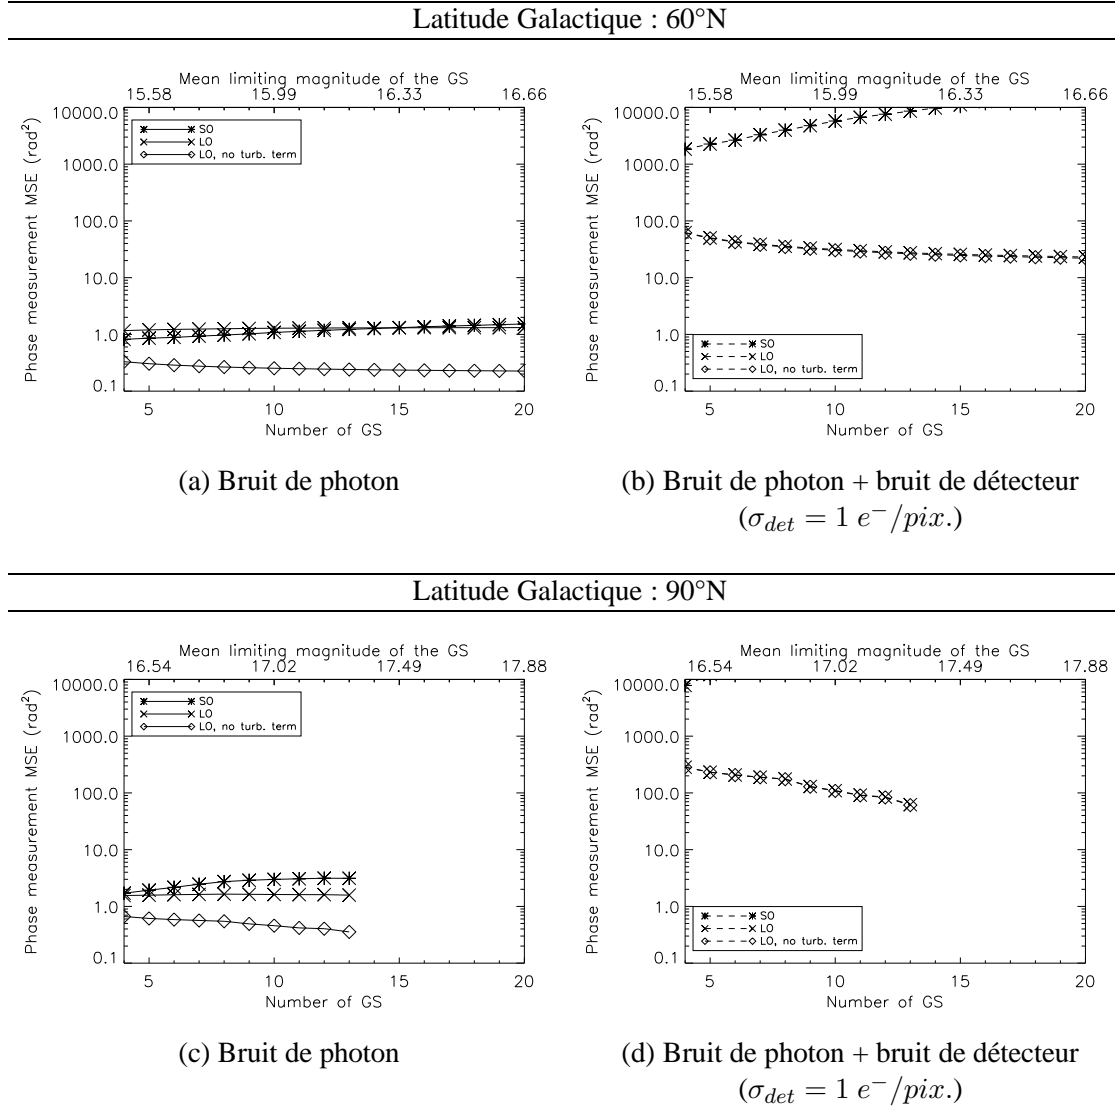 Latitude Galactique : 60°N
Mean limiting magnitude of the GS
15.58 15.99 16.33 16.66
10000.0
1000.0
100.0
10.0
1.0
0.1
Phase measurement MSE (rad²)
SO
LO
LO, no turb. term
5 10 15 20
Number of GS
(a) Bruit de photon
Mean limiting magnitude of the GS
15.58 15.99 16.33 16.66
10000.0
1000.0
100.0
10.0
1.0
0.1
Phase measurement MSE (rad²)
SO
LO
LO, no turb. term
5 10 15 20
Number of GS
(b) Bruit de photon + bruit de détecteur
(σ_det = 1 e⁻/pix.)
Latitude Galactique : 90°N
Mean limiting magnitude of the GS
16.54 17.02 17.49 17.88
10000.0
1000.0
100.0
10.0
1.0
0.1
Phase measurement MSE (rad²)
SO
LO
LO, no turb. term
5 10 15 20
Number of GS
(c) Bruit de photon
Mean limiting magnitude of the GS
16.54 17.02 17.49 17.88
10000.0
1000.0
100.0
10.0
1.0
0.1
Phase measurement MSE (rad²)
SO
LO
LO, no turb. term
5 10 15 20
Number of GS
(d) Bruit de photon + bruit de détecteur
(σ_det = 1 e⁻/pix.)